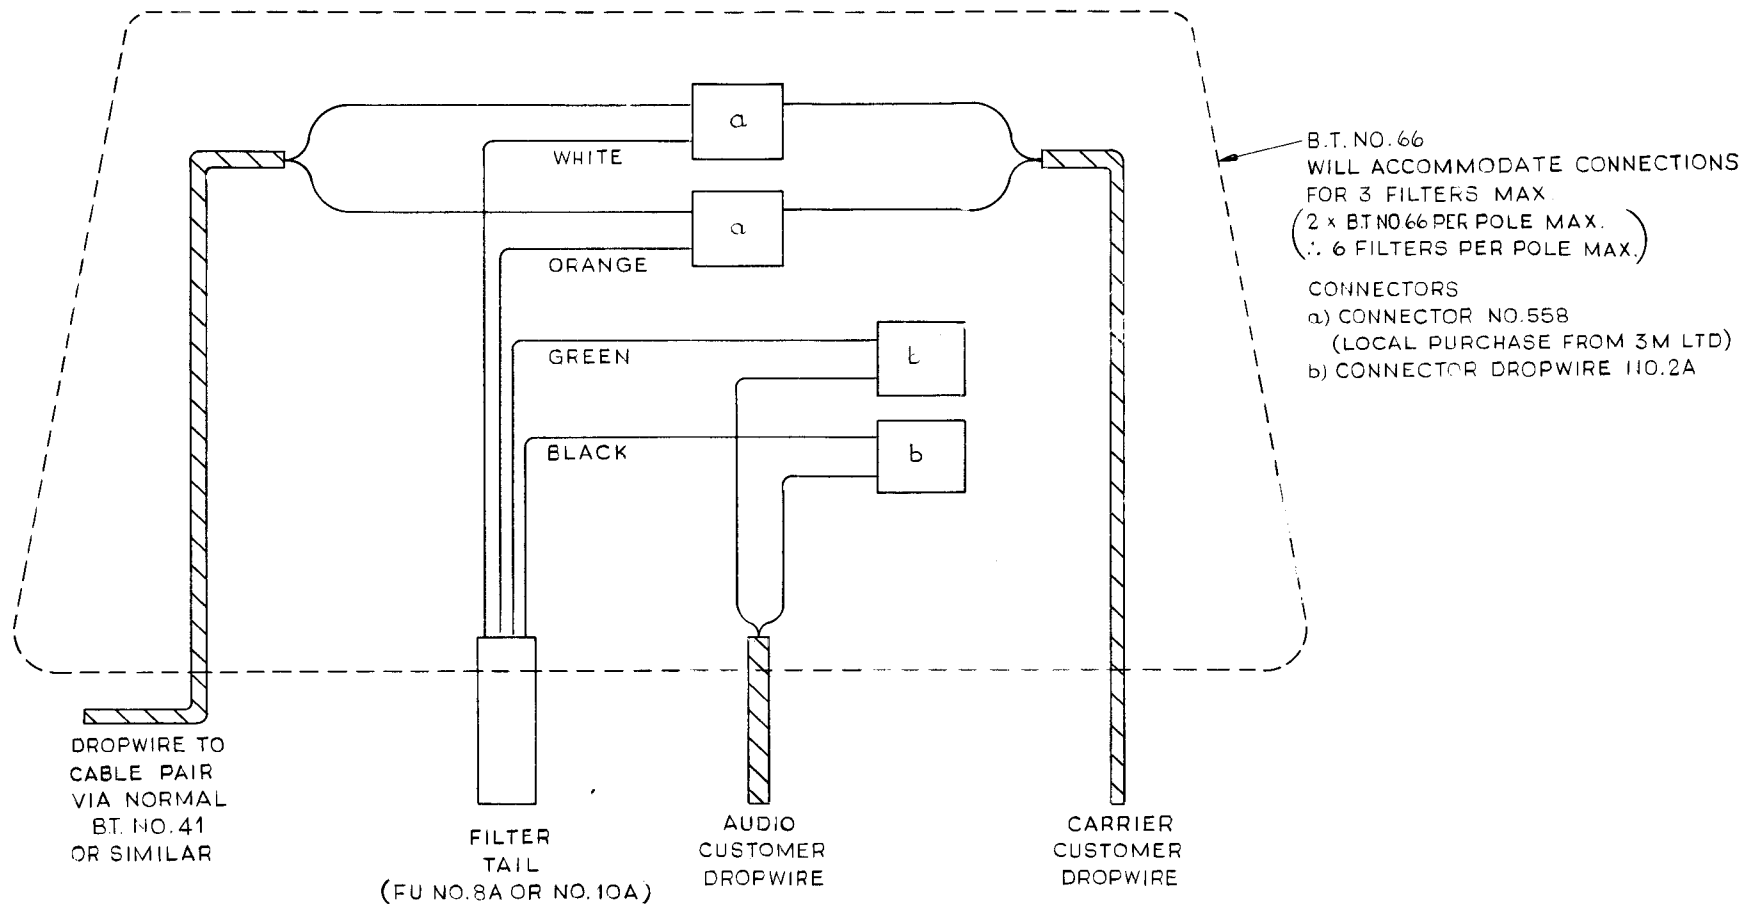 a
WHITE
a
ORANGE
GREEN
BLACK
b
B.T. NO. 66
WILL ACCOMMODATE CONNECTIONS
FOR 3 FILTERS MAX.
(2 × B.T NO.66 PER POLE MAX.
∴ 6 FILTERS PER POLE MAX.)
CONNECTORS
a) CONNECTOR NO.558
(LOCAL PURCHASE FROM 3M LTD)
b) CONNECTOR DROPWIRE NO.2A
DROPWIRE TO
CABLE PAIR
VIA NORMAL
B.T. NO. 41
OR SIMILAR
FILTER
TAIL
(FU NO.8A OR NO.10A)
AUDIO
CUSTOMER
DROPWIRE
CARRIER
CUSTOMER
DROPWIRE